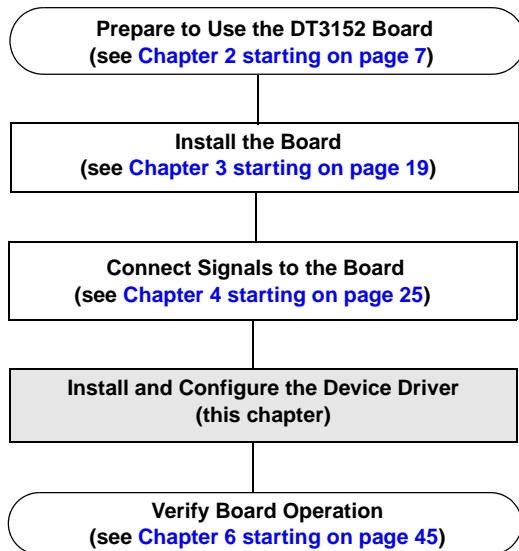 Prepare to Use the DT3152 Board
(see Chapter 2 starting on page 7)
Install the Board
(see Chapter 3 starting on page 19)
Connect Signals to the Board
(see Chapter 4 starting on page 25)
Install and Configure the Device Driver
(this chapter)
Verify Board Operation
(see Chapter 6 starting on page 45)